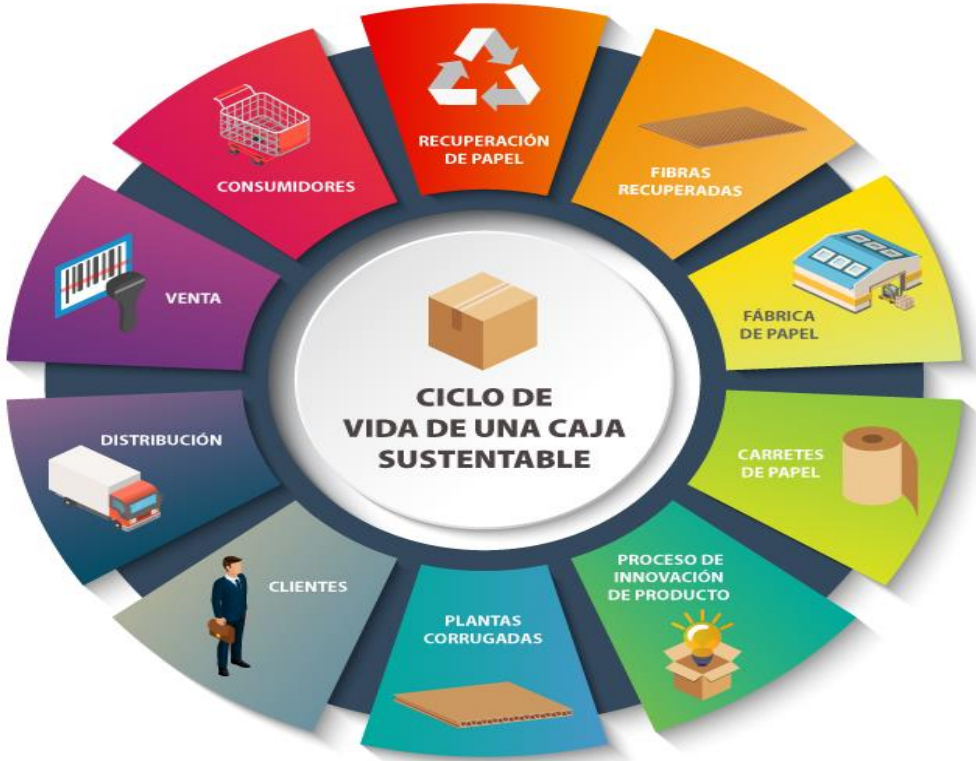 RECUPERACIÓN
DE PAPEL
FIBRAS
RECUPERADAS
FÁBRICA
DE PAPEL
CARRETES
DE PAPEL
PROCESO DE
INNOVACIÓN
DE PRODUCTO
PLANTAS
CORRUGADAS
CLIENTES
DISTRIBUCIÓN
VENTA
CONSUMIDORES
CICLO DE
VIDA DE UNA CAJA
SUSTENTABLE